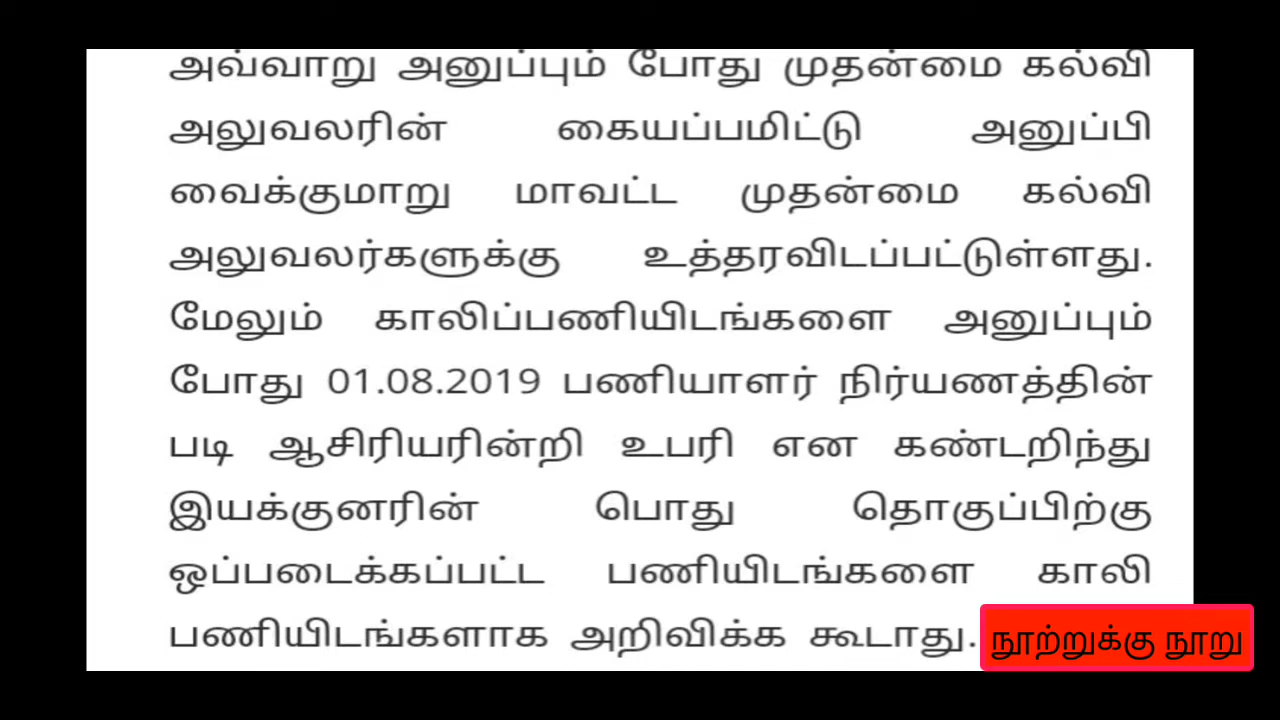 அவ்வாறு அனுப்பும் போது முதன்மை கல்வி
அலுவலரின் கையப்பமிட்டு அனுப்பி
வைக்குமாறு மாவட்ட முதன்மை கல்வி
அலுவலர்களுக்கு உத்தரவிடப்பட்டுள்ளது.
மேலும் காலிப்பணியிடங்களை அனுப்பும்
போது 01.08.2019 பணியாளர் நிர்யணத்தின்
படி ஆசிரியரின்றி உபரி என கண்டறிந்து
இயக்குனரின் பொது தொகுப்பிற்கு
ஒப்படைக்கப்பட்ட பணியிடங்களை காலி
பணியிடங்களாக அறிவிக்க கூடாது.
நூற்றுக்கு நூறு